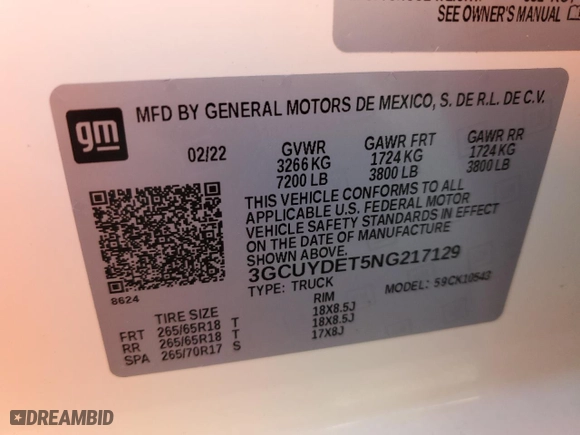 SEE OWNER'S MANUAL
gm
MFD BY GENERAL MOTORS DE MEXICO, S. DE R.L. DE C.V.
02/22 GVWR GAWR FRT GAWR RR
3266 KG 1724 KG 1724 KG
7200 LB 3800 LB 3800 LB
THIS VEHICLE CONFORMS TO ALL
APPLICABLE U.S. FEDERAL MOTOR
VEHICLE SAFETY STANDARDS IN EFFECT
ON THE DATE OF MANUFACTURE
SHOWN ABOVE.
3GCUYDET5NG217129
TYPE: TRUCK MODEL: 59CK10543
8624
TIRE SIZE RIM
FRT 265/65R18 T 18X8.5J
RR 265/65R18 T 18X8.5J
SPA 265/70R17 S 17X8J
DREAMBID